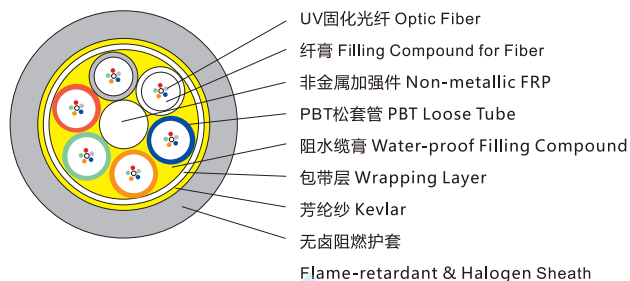 UV固化光纤 Optic Fiber
纤膏 Filling Compound for Fiber
非金属加强件 Non-metallic FRP
PBT松套管 PBT Loose Tube
阻水缆膏 Water-proof Filling Compound
包带层 Wrapping Layer
芳纶纱 Kevlar
无卤阻燃护套
Flame-retardant & Halogen Sheath